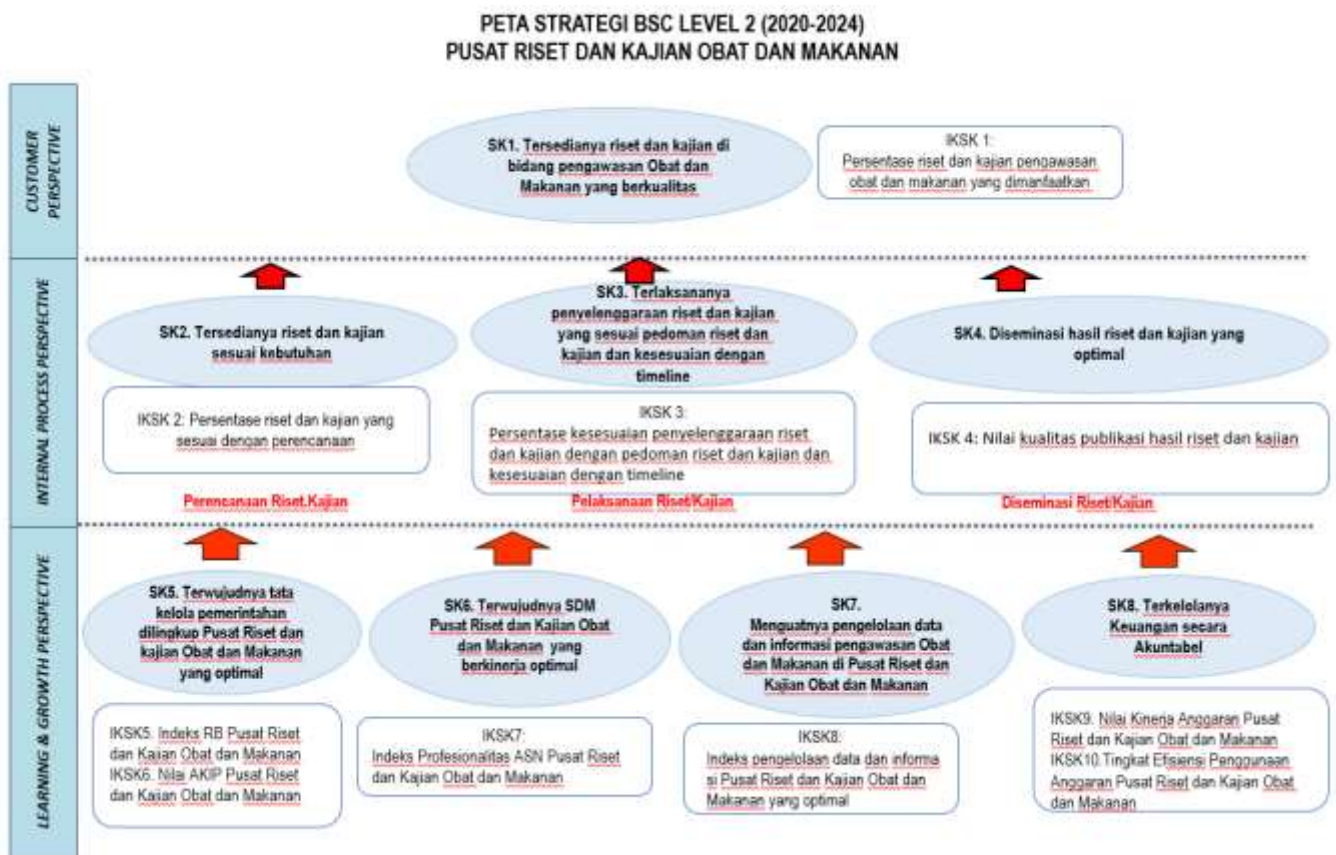 PETA STRATEGI BSC LEVEL 2 (2020-2024)
PUSAT RISET DAN KAJIAN OBAT DAN MAKANAN
CUSTOMER
PERSPECTIVE
SK1. Tersedianya riset dan kajian di
bidang pengawasan Obat dan
Makanan yang berkualitas
IKSK 1:
Persentase riset dan kajian pengawasan
obat dan makanan yang dimanfaatkan
INTERNAL PROCESS PERSPECTIVE
SK2. Tersedianya riset dan kajian
sesuai kebutuhan
IKSK 2: Persentase riset dan kajian yang
sesuai dengan perencanaan
Perencanaan Riset.Kajian
SK3. Terlaksananya
penyelenggaraan riset dan kajian
yang sesuai pedoman riset dan
kajian dan kesesuaian dengan
timeline
IKSK 3:
Persentase kesesuaian penyelenggaraan riset
dan kajian dengan pedoman riset dan kajian dan
kesesuaian dengan timeline
Pelaksanaan Riset/Kajian
SK4. Diseminasi hasil riset dan kajian yang
optimal
IKSK 4: Nilai kualitas publikasi hasil riset dan kajian
Diseminasi Riset/Kajian
LEARNING & GROWTH PERSPECTIVE
SK5. Terwujudnya tata
kelola pemerintahan
dilingkup Pusat Riset dan
kajian Obat dan Makanan
yang optimal
IKSK5. Indeks RB Pusat Riset
dan Kajian Obat dan Makanan
IKSK6. Nilai AKIP Pusat Riset
dan Kajian Obat dan Makanan
SK6. Terwujudnya SDM
Pusat Riset dan Kajian Obat
dan Makanan yang
berkinerja optimal
IKSK7:
Indeks Profesionalitas ASN Pusat Riset
dan Kajian Obat dan Makanan
SK7.
Menguatnya pengelolaan data
dan informasi pengawasan Obat
dan Makanan di Pusat Riset dan
Kajian Obat dan Makanan
IKSK8:
Indeks pengelolaan data dan informa
si Pusat Riset dan Kajian Obat dan
Makanan yang optimal
SK8. Terkelolanya
Keuangan secara
Akuntabel
IKSK9. Nilai Kinerja Anggaran Pusat
Riset dan Kajian Obat dan Makanan
IKSK10.Tingkat Efisiensi Penggunaan
Anggaran Pusat Riset dan Kajian Obat
dan Makanan